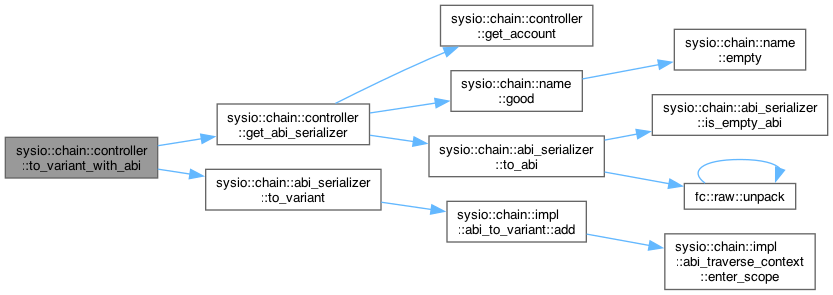 sysio::chain::controller
::to_variant_with_abi
sysio::chain::controller
::get_abi_serializer
sysio::chain::abi_serializer
::to_variant
sysio::chain::controller
::get_account
sysio::chain::name
::good
sysio::chain::abi_serializer
::to_abi
sysio::chain::impl
::abi_to_variant::add
sysio::chain::name
::empty
sysio::chain::abi_serializer
::is_empty_abi
fc::raw::unpack
sysio::chain::impl
::abi_traverse_context
::enter_scope